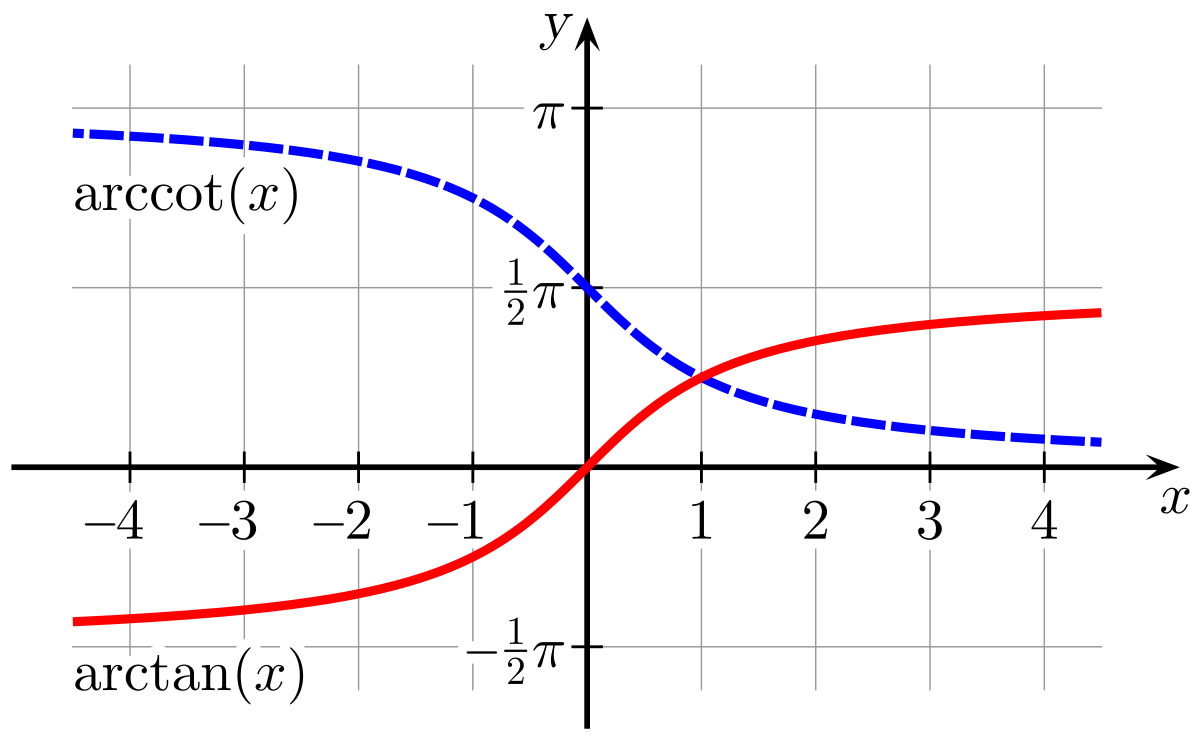 y
π
arccot(x)
½π
–4 –3 –2 –1 1 2 3 4
x
−½π
arctan(x)